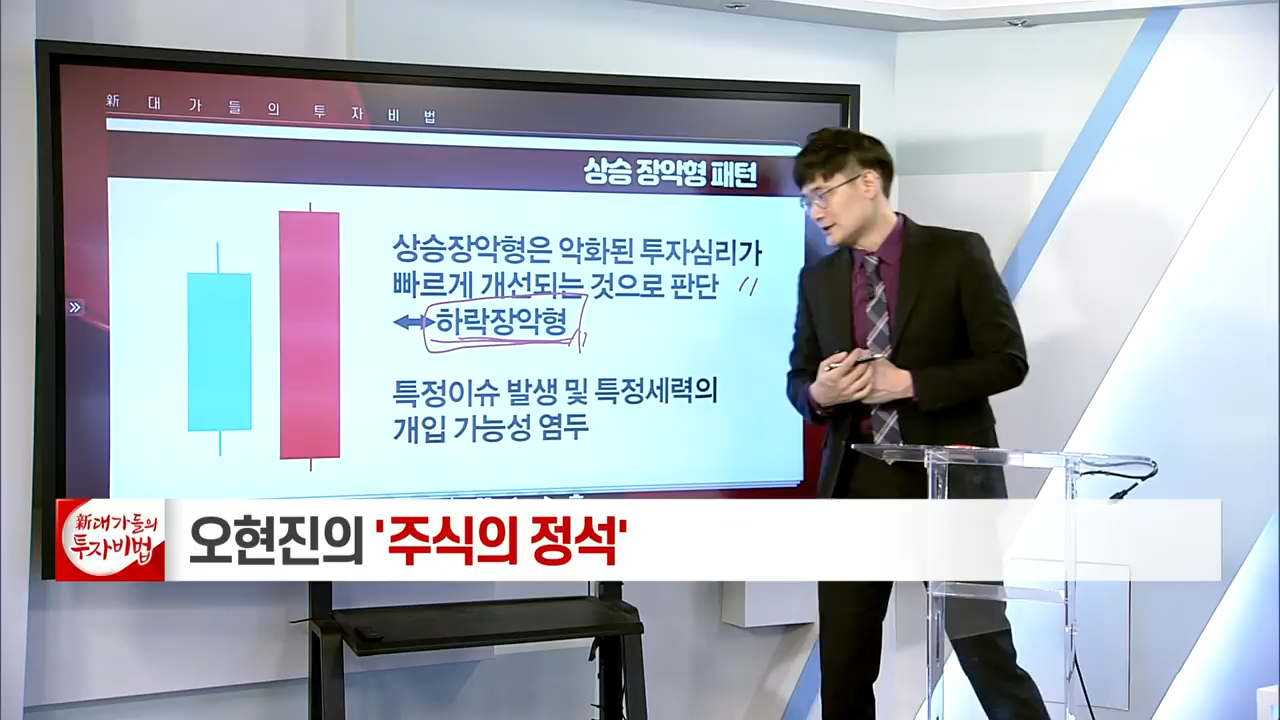 新대가들의투자비법
상승 장악형 패턴
상승장악형은 악화된 투자심리가
빠르게 개선되는 것으로 판단
하락장악형
특정이슈 발생 및 특정세력의
개입 가능성 염두
新대가들의
투자비법
오현진의 '주식의 정석'